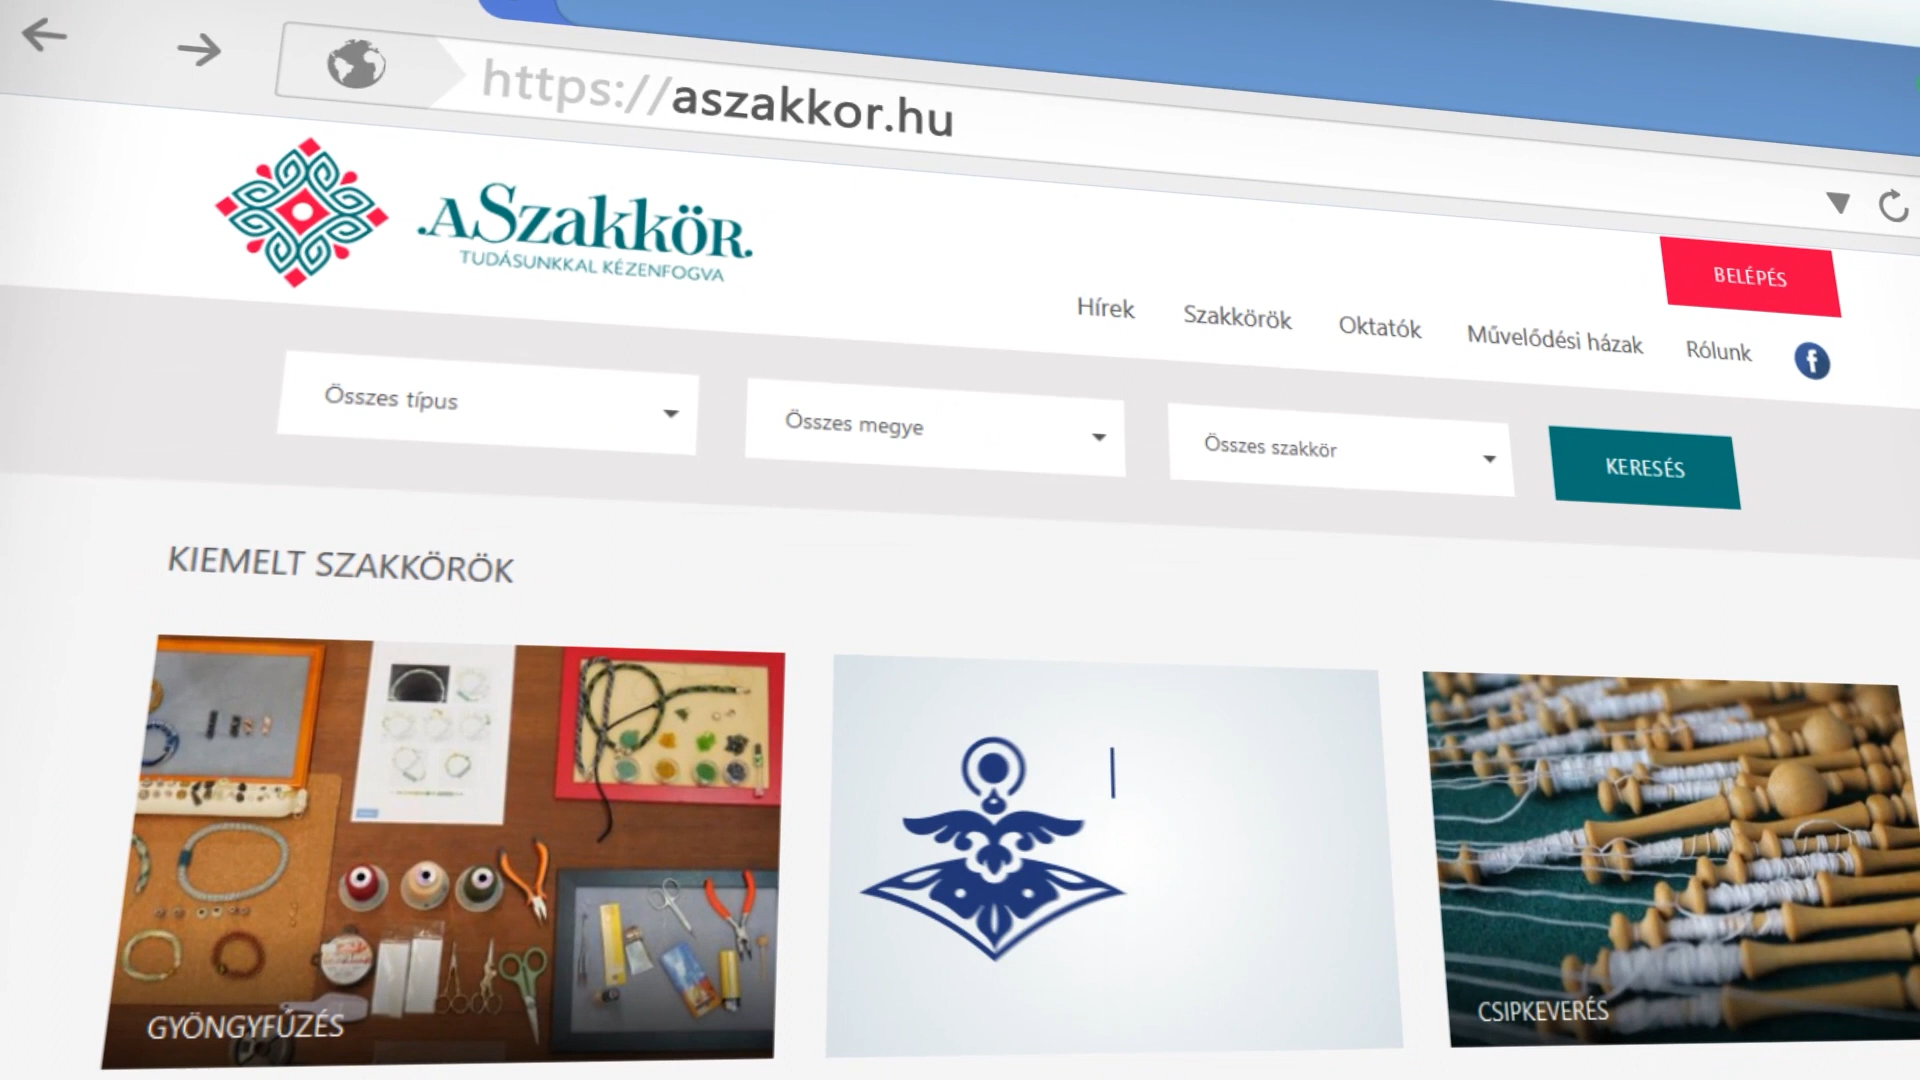 https://aszakkor.hu
.ASzakkör.
TUDÁSUNKKAL KÉZENFOGVA
BELÉPÉS
Hírek
Szakkörök
Oktatók
Művelődési házak
Rólunk
f
Összes típus
Összes megye
Összes szakkör
KERESÉS
KIEMELT SZAKKÖRÖK
GYÖNGYFŰZÉS
CSIPKEVERÉS